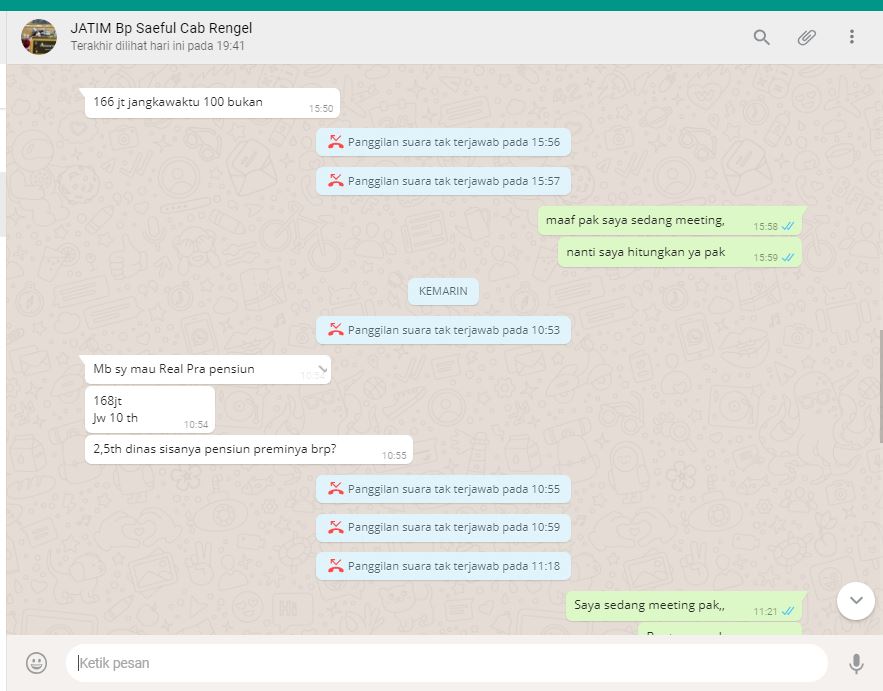 JATIM Bp Saeful Cab Rengel
Terakhir dilihat hari ini pada 19:41
166 jt jangkawaktu 100 bukan
15:50
Panggilan suara tak terjawab pada 15:56
Panggilan suara tak terjawab pada 15:57
maaf pak saya sedang meeting,
15:58
nanti saya hitungkan ya pak
15:59
KEMARIN
Panggilan suara tak terjawab pada 10:53
Mb sy mau Real Pra pensiun
10:54
168jt
Jw 10 th
10:54
2,5th dinas sisanya pensiun preminya brp?
10:55
Panggilan suara tak terjawab pada 10:55
Panggilan suara tak terjawab pada 10:59
Panggilan suara tak terjawab pada 11:18
Saya sedang meeting pak,,
11:21
Ketik pesan